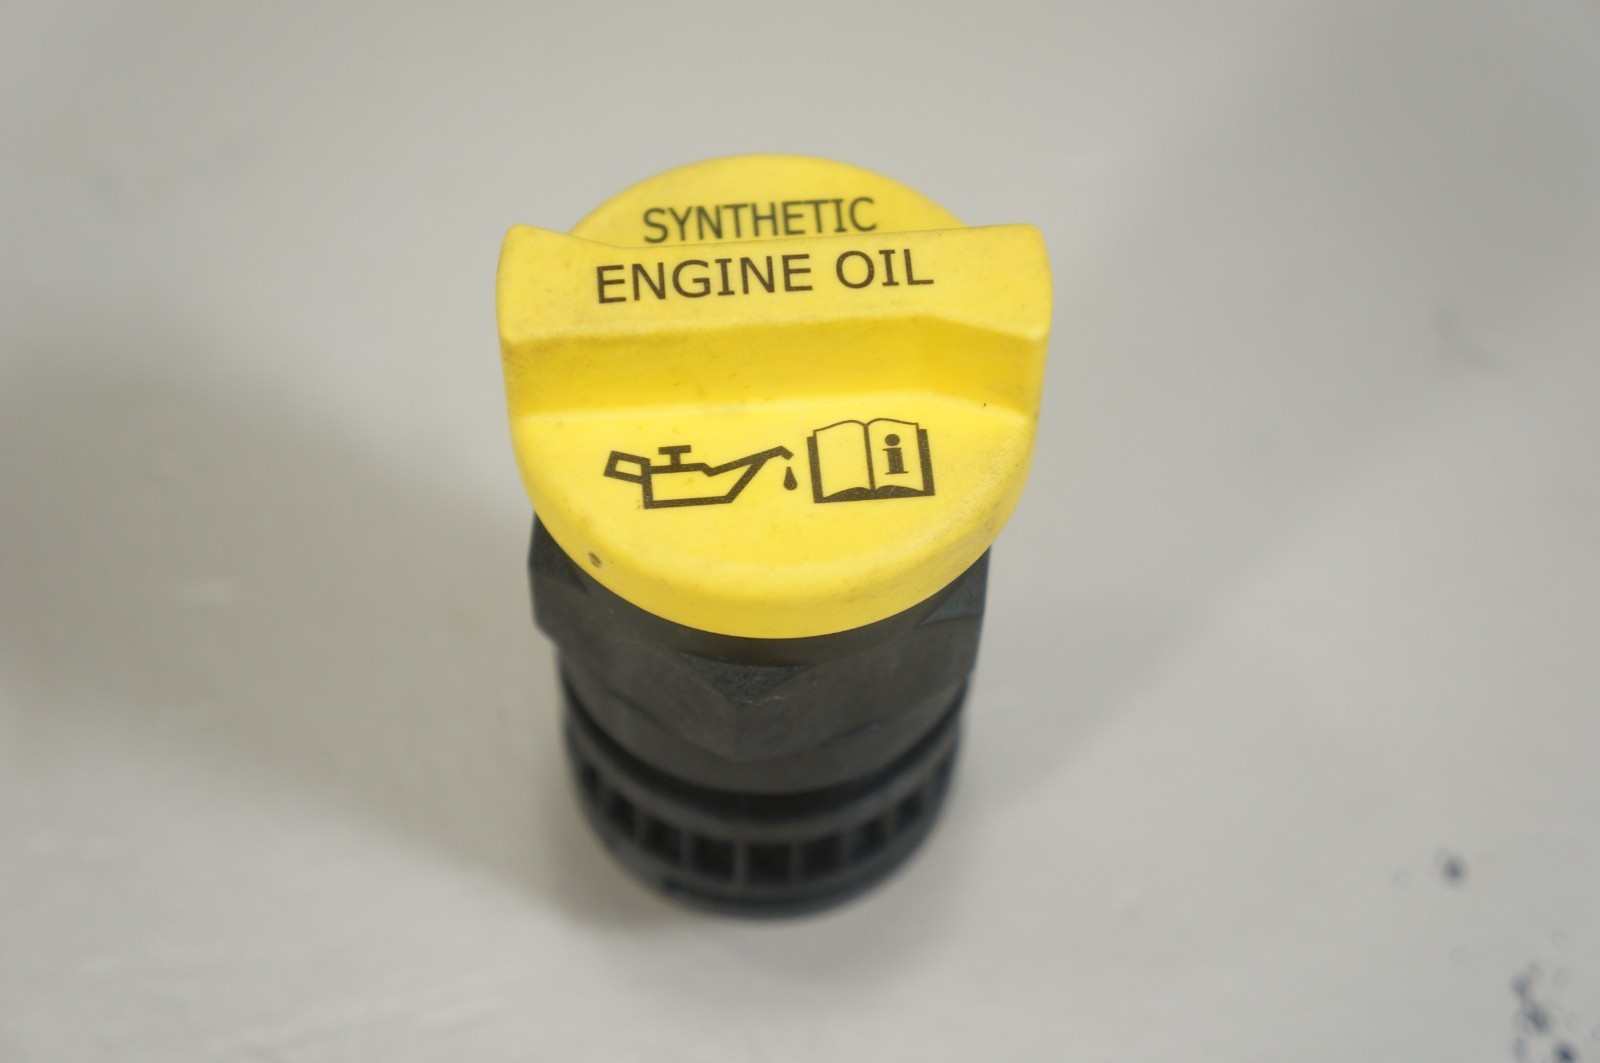 SYNTHETIC
ENGINE OIL
i